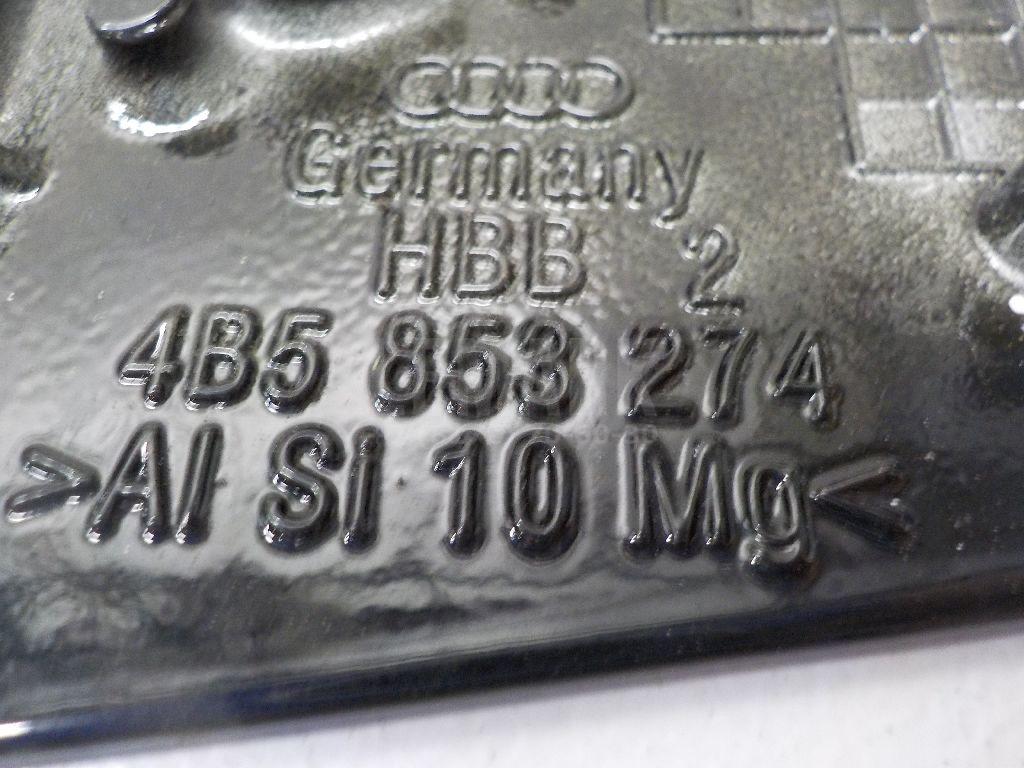 Germany
HBB 2
4B5 853 274
>Al Si 10 Mg<